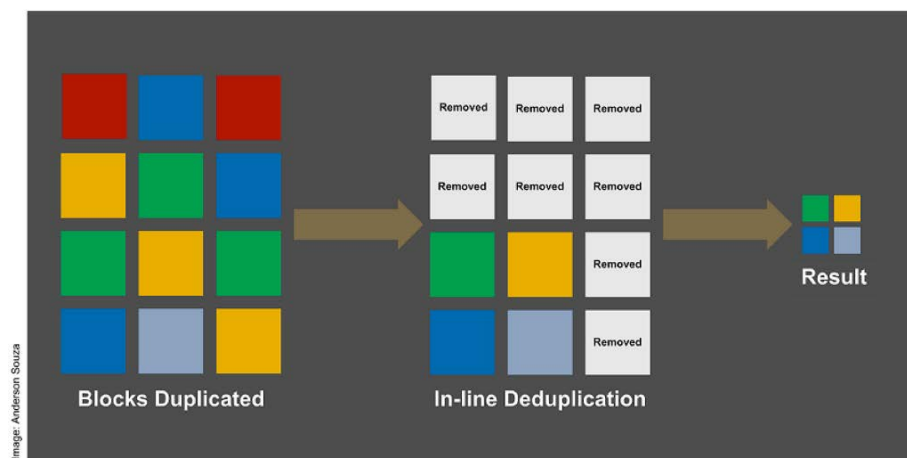 Removed Removed Removed
Removed Removed Removed
Removed
Removed
Result
Blocks Duplicated
In-line Deduplication
Image: Anderson Souza